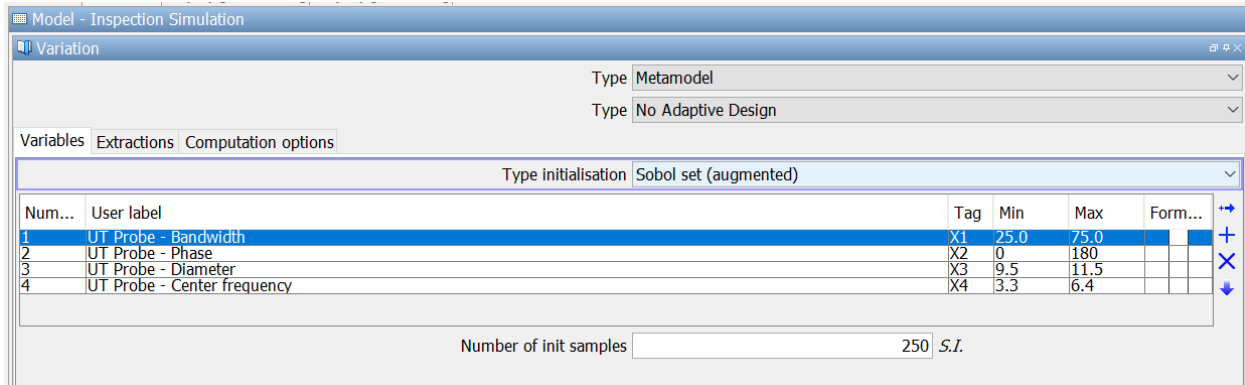 Model - Inspection Simulation
Variation
Type Metamodel
Type No Adaptive Design
Variables Extractions Computation options
Type initialisation Sobol set (augmented)
Num... User label Tag Min Max Form...
1 UT Probe - Bandwidth X1 25.0 75.0
2 UT Probe - Phase X2 0 180
3 UT Probe - Diameter X3 9.5 11.5
4 UT Probe - Center frequency X4 3.3 6.4
Number of init samples 250 S.I.